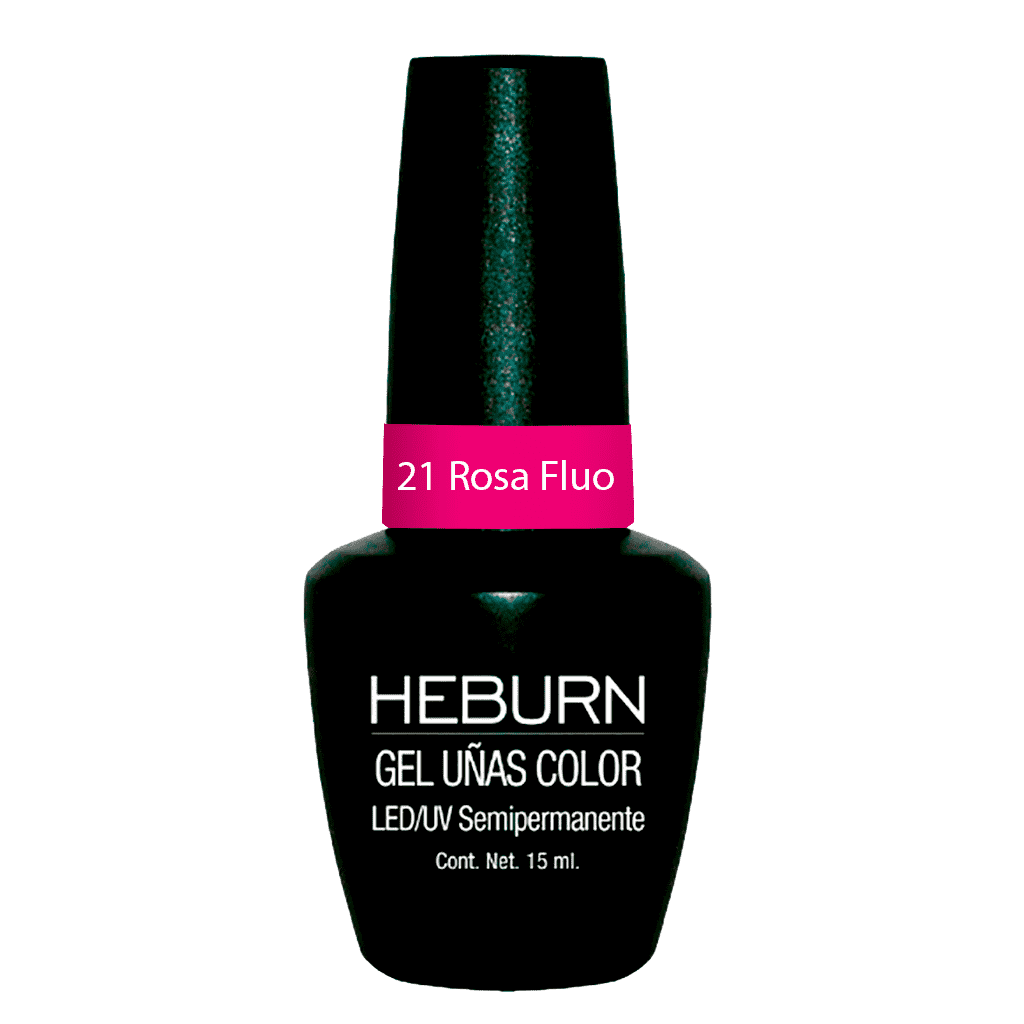 21 Rosa Fluo
HEBURN
GEL UÑAS COLOR
LED/UV Semipermanente
Cont. Net. 15 ml.